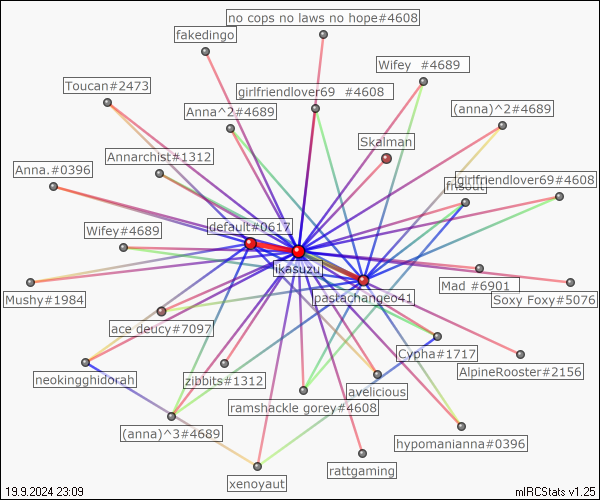 no cops no laws no hope#4608
fakedingo
Wifey #4689
Toucan#2473
girlfriendlover69 #4608
Anna^2#4689
(anna)^2#4689
Skalman
Annarchist#1312
Anna.#0396
girlfriendlover69#4608
default#0617
Wifey#4689
ikasuzu
Mad #6901
Mushy#1984
pastachangeo41
Soxy Foxy#5076
ace deucy#7097
Cypha#1717
AlpineRooster#2156
neokingghidorah
zibbits#1312
avelicious
ramshackle gorey#4608
(anna)^3#4689
hypomanianna#0396
rattgaming
xenoyaut
19.9.2024 23:09
mIRCStats v1.25